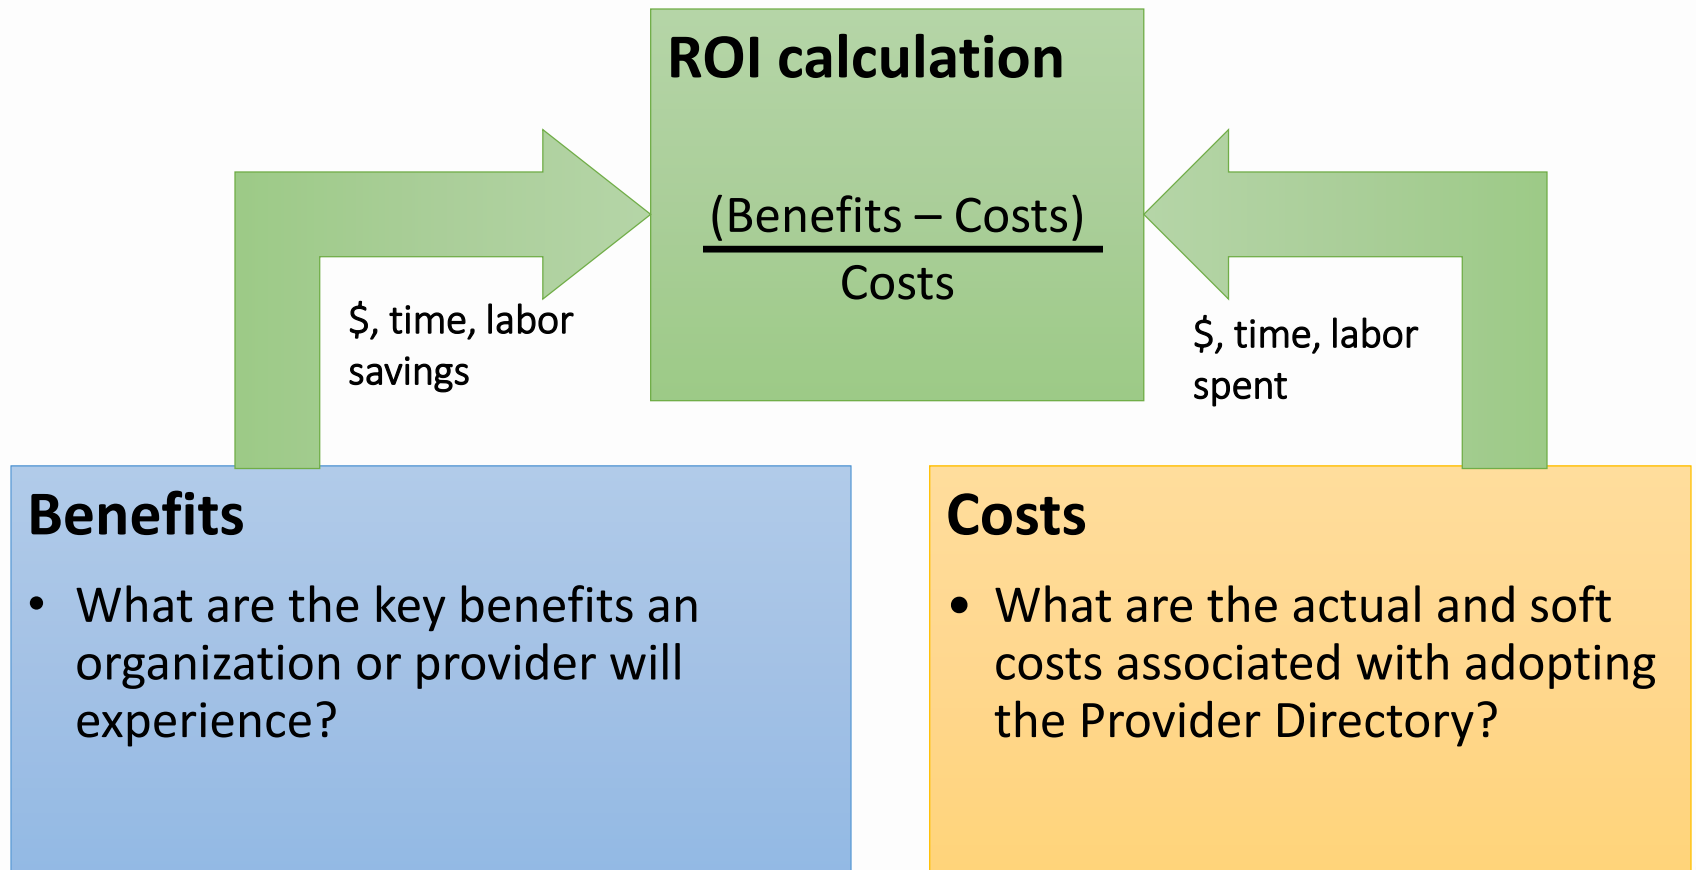 ROI calculation
(Benefits – Costs)
Costs
$, time, labor
savings
$, time, labor
spent
Benefits
• What are the key benefits an
organization or provider will
experience?
Costs
• What are the actual and soft
costs associated with adopting
the Provider Directory?